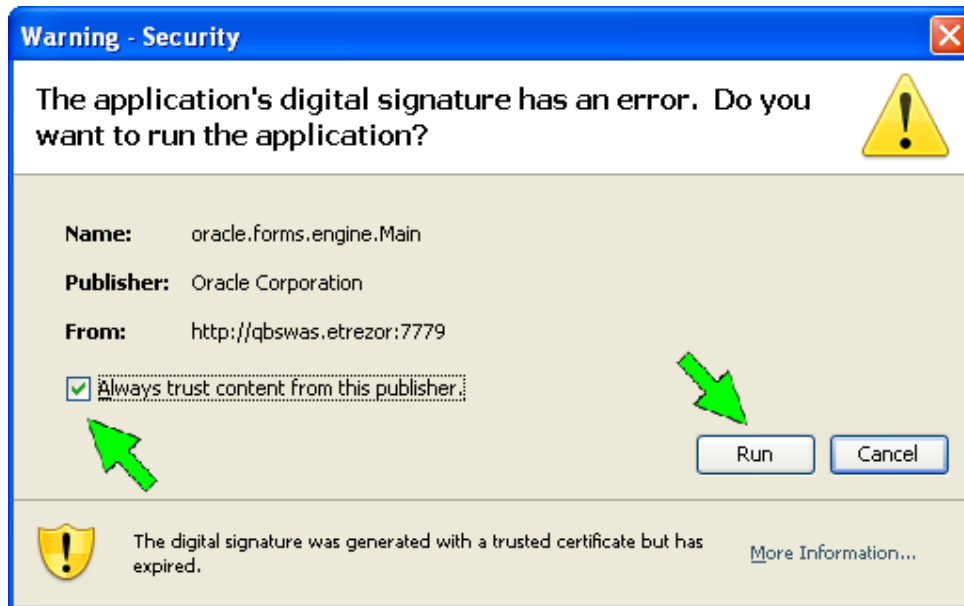 Warning - Security
The application's digital signature has an error. Do you
want to run the application?
Name: oracle.forms.engine.Main
Publisher: Oracle Corporation
From: http://qbswas.etrezor:7779
Always trust content from this publisher.
Run Cancel
The digital signature was generated with a trusted certificate but has
expired.
More Information...